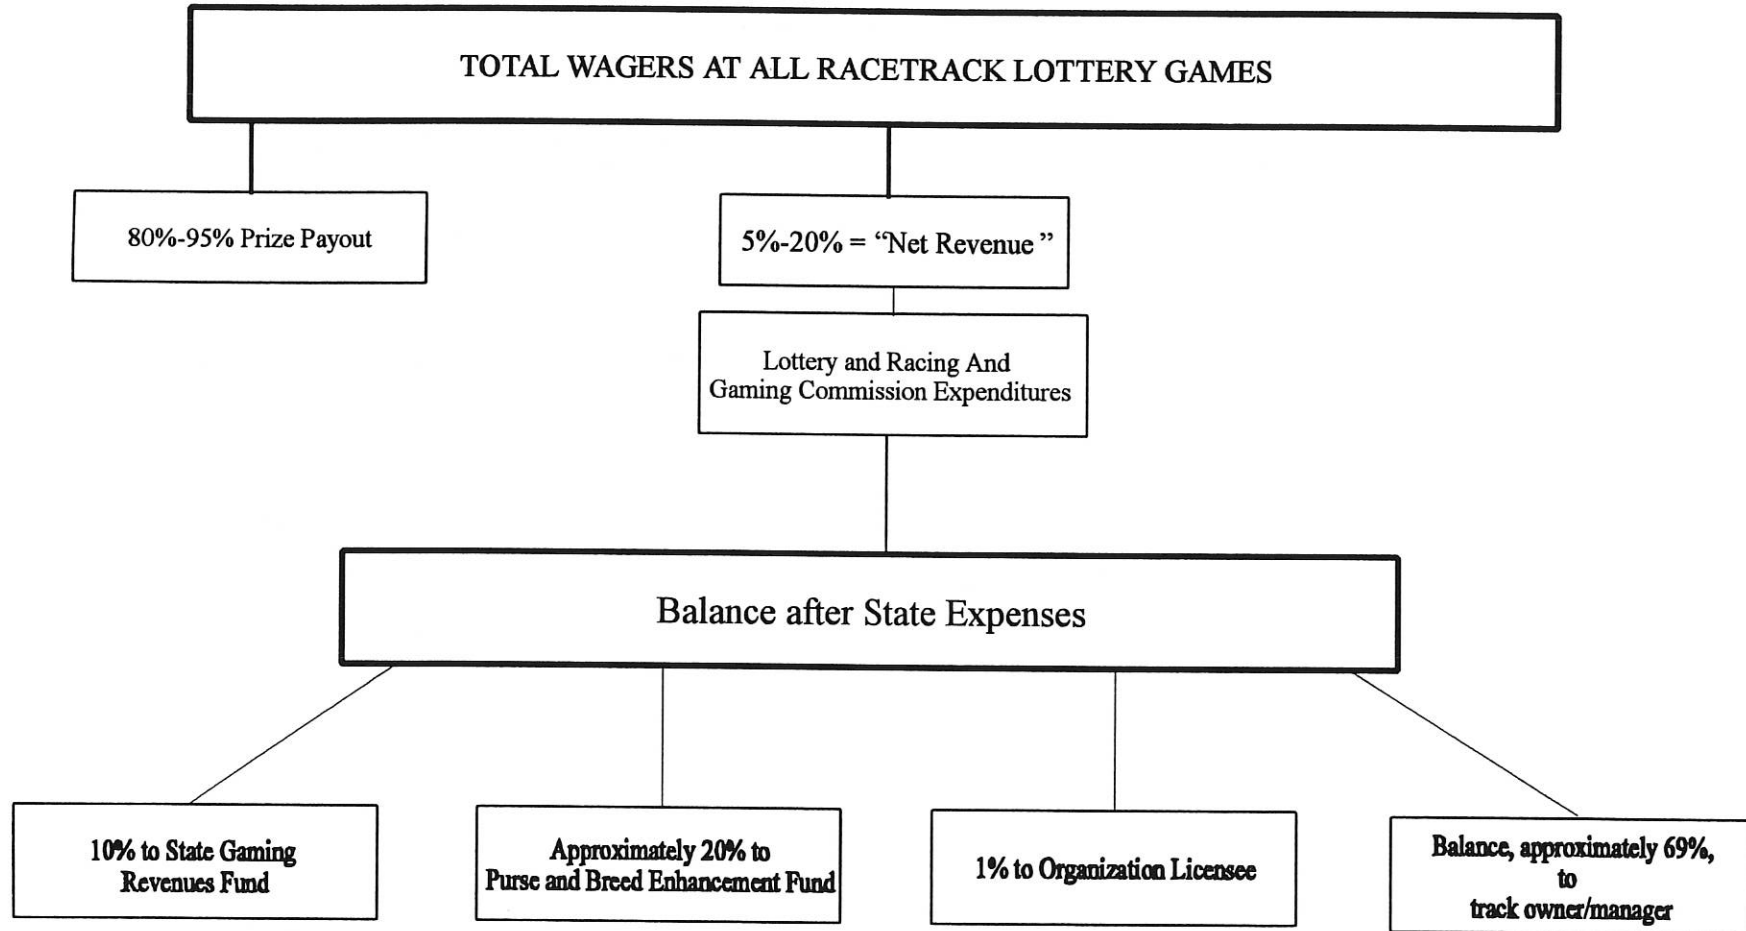 TOTAL WAGERS AT ALL RACETRACK LOTTERY GAMES
80%-95% Prize Payout
5%-20% = “Net Revenue ”
Lottery and Racing And
Gaming Commission Expenditures
Balance after State Expenses
10% to State Gaming
Revenues Fund
Approximately 20% to
Purse and Breed Enhancement Fund
1% to Organization Licensee
Balance, approximately 69%,
to
track owner/manager